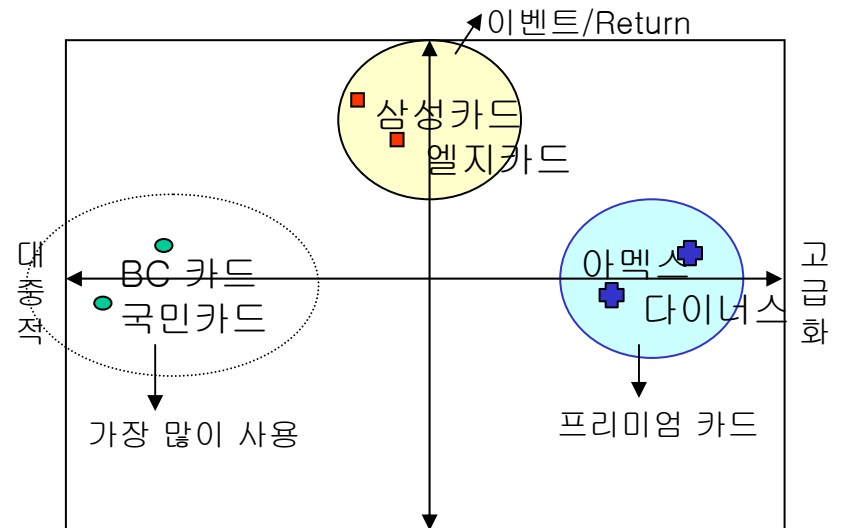 이벤트/Return
삼성카드
엘지카드
대중적
BC 카드
국민카드
아멕스
다이너스
고급화
가장 많이 사용
프리미엄 카드